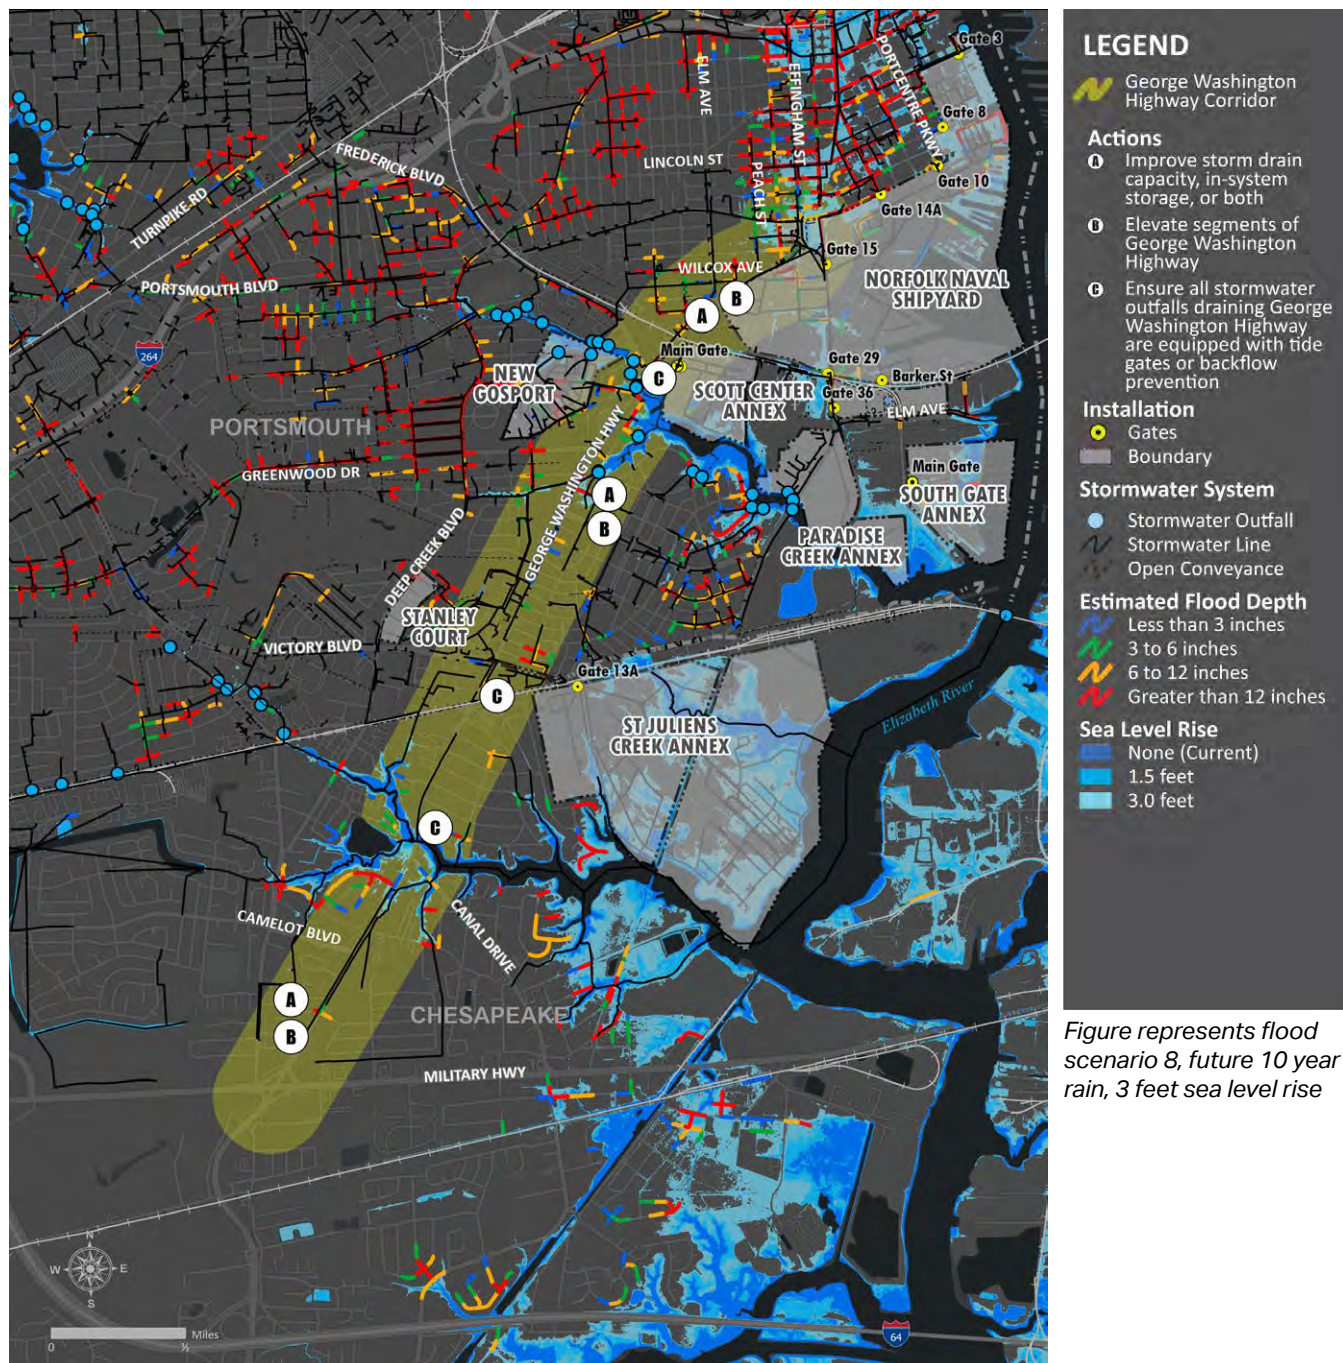 Gate 3
ELM AVE
EFFINGHAM ST
PORTCENTRE PKWY
Gate 8
FREDERICK BLVD
LINCOLN ST
PEACH ST
Gate 10
TURNPIKE RD
Gate 14A
Gate 15
WILCOX AVE
NORFOLK NAVAL
SHIPYARD
PORTSMOUTH BLVD
B
A
264
Main Gate
NEW
GOSPORT
C
SCOTT CENTER
ANNEX
Gate 29
Barker.St
Gate 36
ELM AVE
PORTSMOUTH
GEORGE WASHINGTON HWY
GREENWOOD DR
Main Gate
SOUTH GATE
ANNEX
A
B
PARADISE
CREEK ANNEX
DEEP CREEK BLVD
STANLEY
COURT
VICTORY BLVD
Gate 13A
C
ST JULIENS
CREEK ANNEX
Elizabeth River
C
CAMELOT BLVD
CANAL DRIVE
A
B
CHESAPEAKE
MILITARY HWY
N
W
E
S
Miles
0
½
64
LEGEND
George Washington
Highway Corridor
Actions
A Improve storm drain
capacity, in-system
storage, or both
B Elevate segments of
George Washington
Highway
C Ensure all stormwater
outfalls draining George
Washington Highway
are equipped with tide
gates or backflow
prevention
Installation
Gates
Boundary
Stormwater System
Stormwater Outfall
Stormwater Line
Open Conveyance
Estimated Flood Depth
Less than 3 inches
3 to 6 inches
6 to 12 inches
Greater than 12 inches
Sea Level Rise
None (Current)
1.5 feet
3.0 feet
Figure represents flood
scenario 8, future 10 year
rain, 3 feet sea level rise